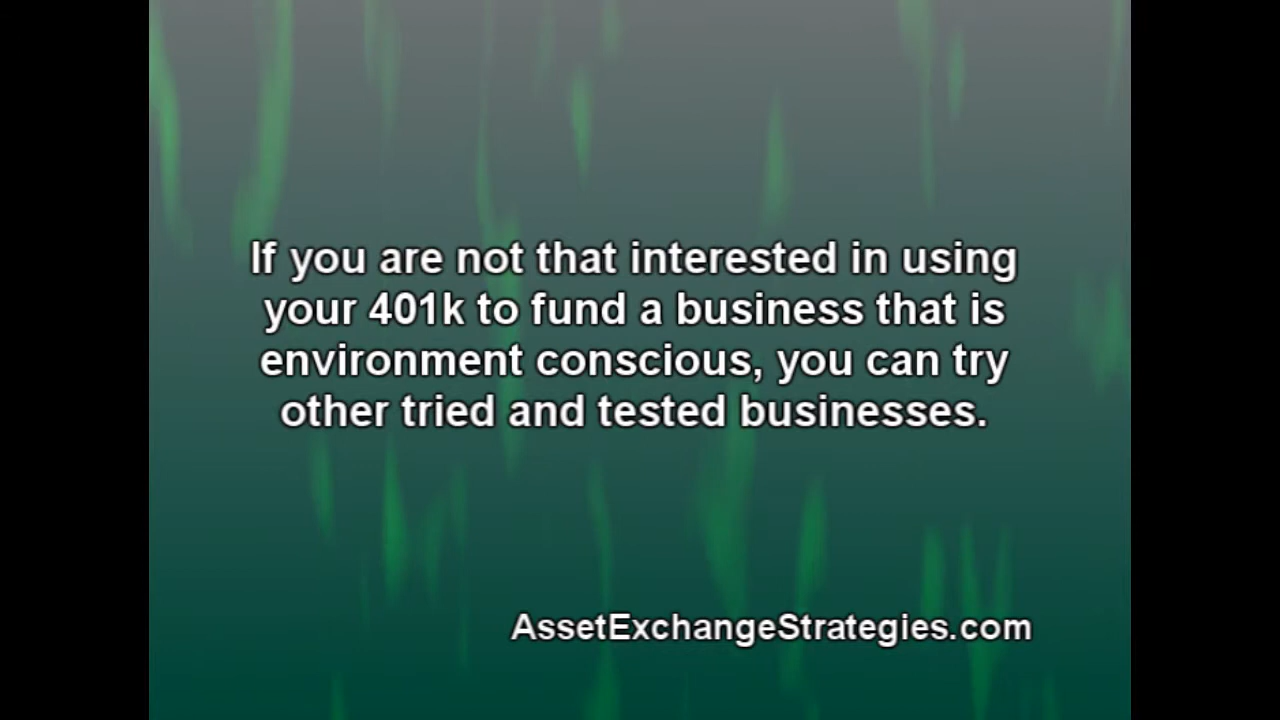 If you are not that interested in using
your 401k to fund a business that is
environment conscious, you can try
other tried and tested businesses.
AssetExchangeStrategies.com